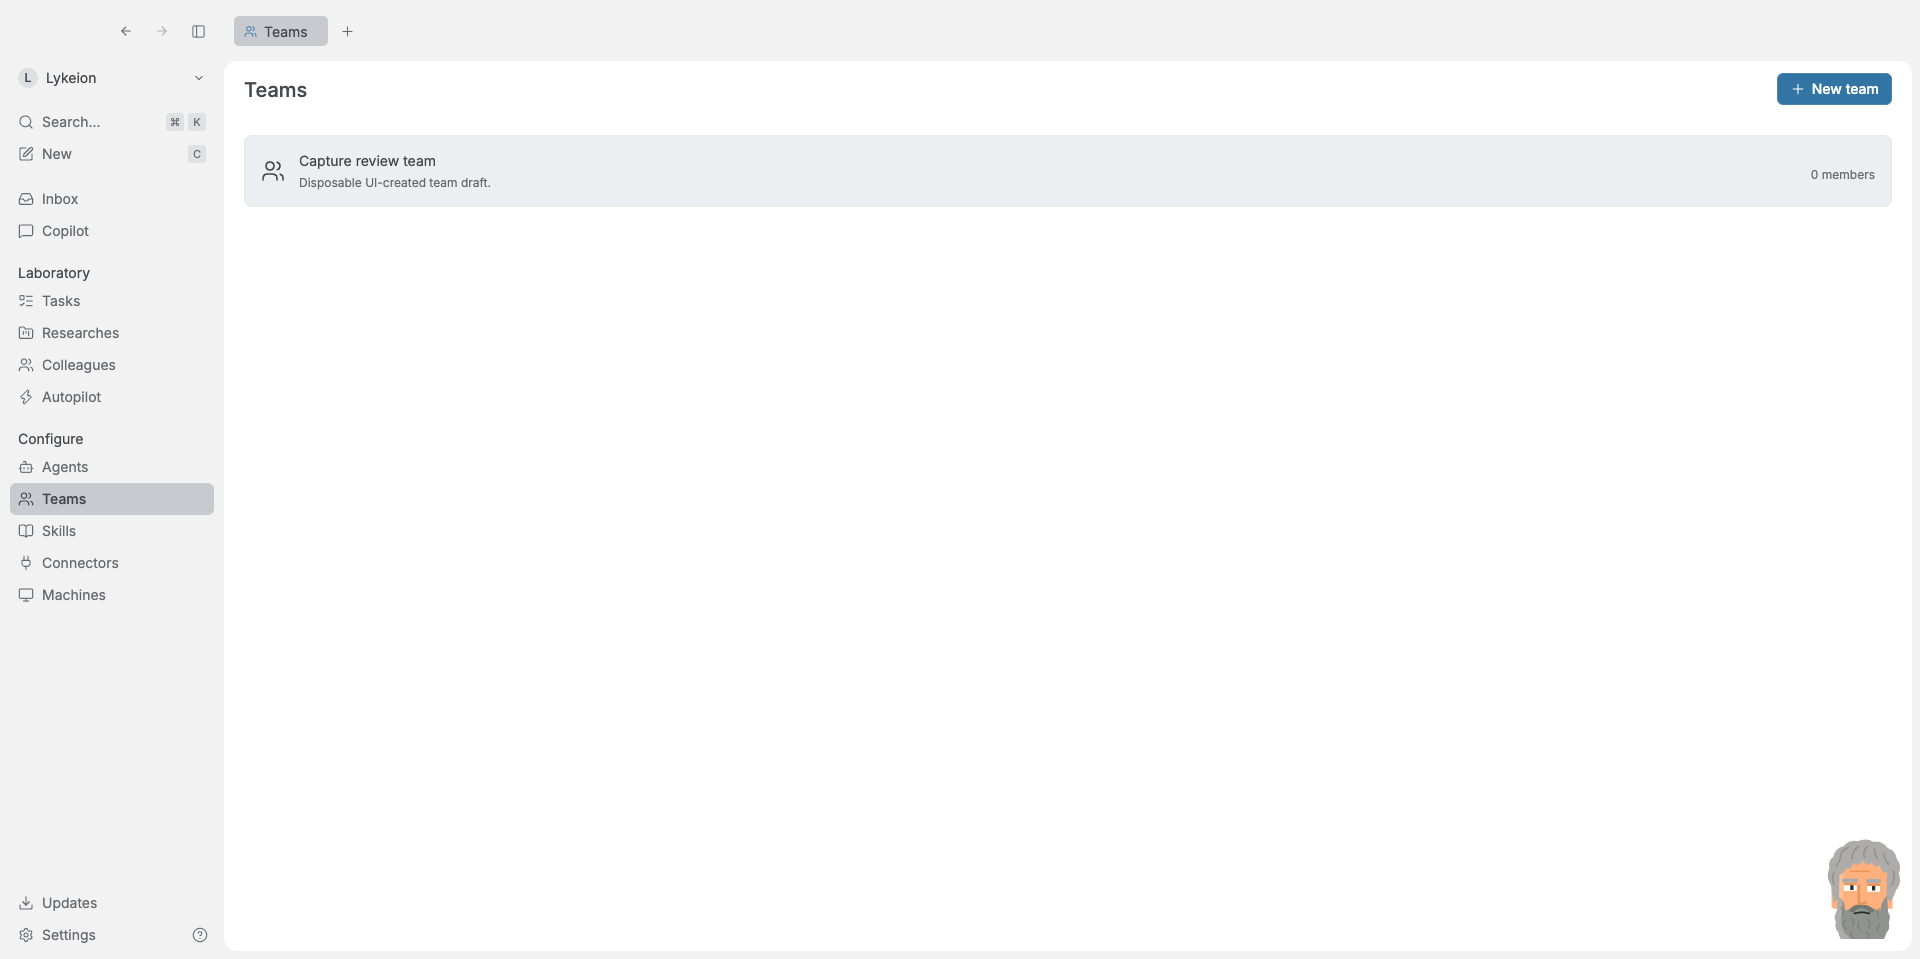 Teams
L Lykeion
Search... ⌘ K
New C
Inbox
Copilot
Laboratory
Tasks
Researches
Colleagues
Autopilot
Configure
Agents
Teams
Skills
Connectors
Machines
Updates
Settings
Teams
New team
Capture review team
Disposable UI-created team draft.
0 members